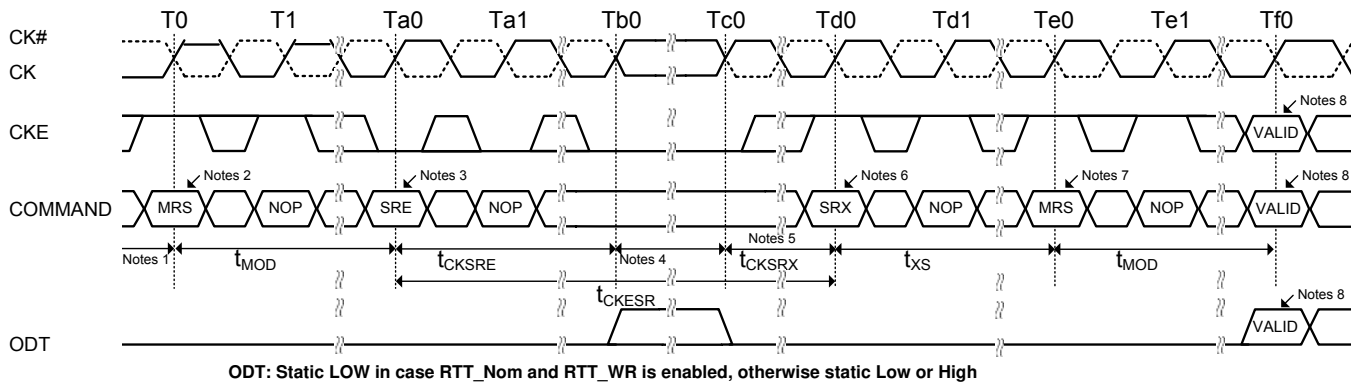 T0 T1 Ta0 Ta1 Tb0 Tc0 Td0 Td1 Te0 Te1 Tf0
CK#
CK
Notes 8
CKE
VALID
Notes 2 Notes 3 Notes 6 Notes 7 Notes 8
COMMAND MRS NOP SRE NOP SRX NOP MRS NOP VALID
Notes 1 tMOD tCKSRE Notes 4 Notes 5 tCKSRX tXS tMOD
tCKESR
Notes 8
ODT VALID
ODT: Static LOW in case RTT_Nom and RTT_WR is enabled, otherwise static Low or High